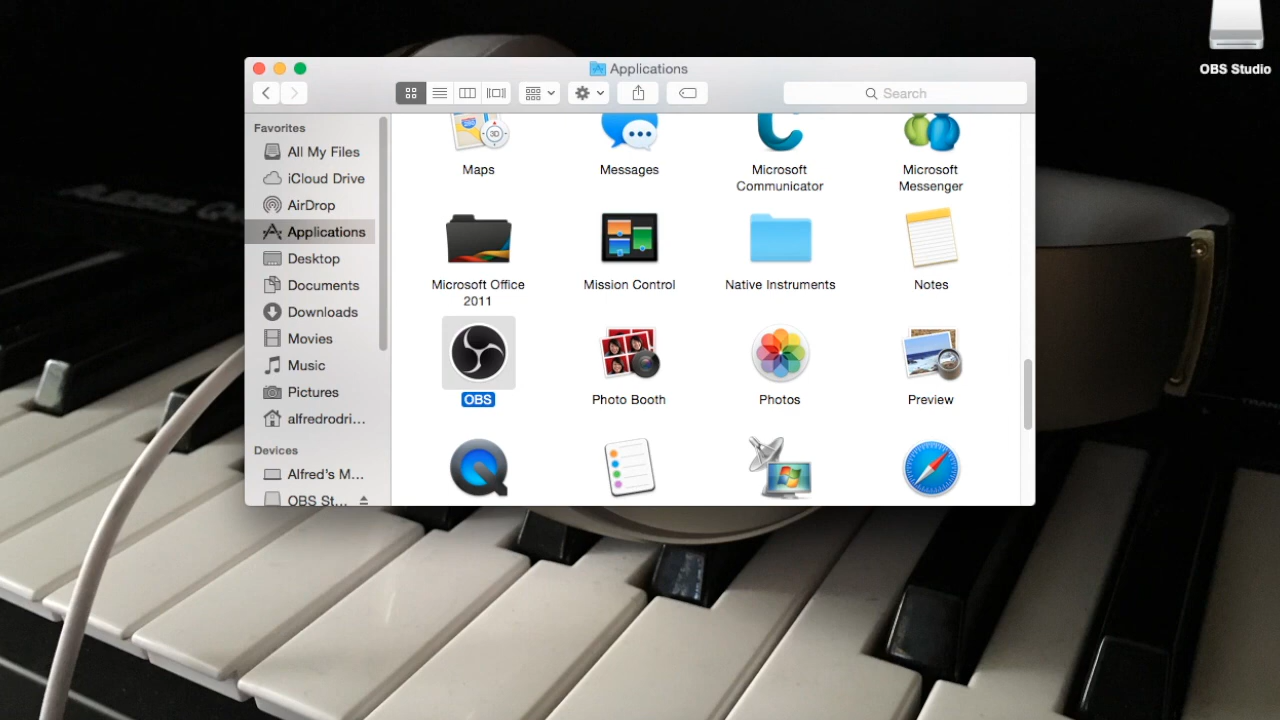 OBS Studio
Applications
Search
Favorites
All My Files
iCloud Drive
AirDrop
Applications
Desktop
Documents
Downloads
Movies
Music
Pictures
alfredrodri...
Devices
Alfred's M...
OBS St...
Maps
Messages
Microsoft
Communicator
Microsoft
Messenger
3D
Microsoft Office
2011
Mission Control
Native Instruments
Notes
OBS
Photo Booth
Photos
Preview